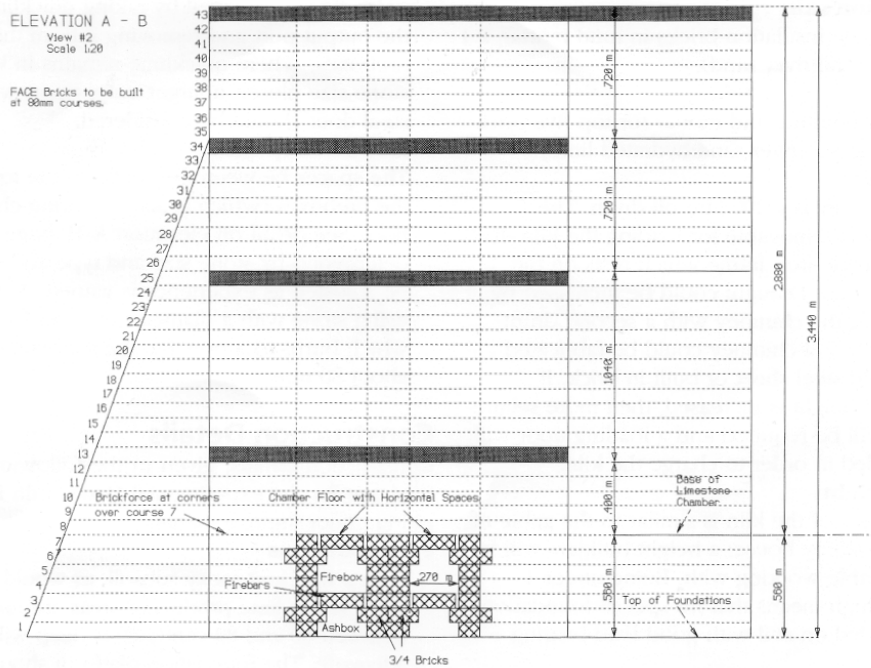 ELEVATION A - B
View #2
Scale 1:20
FACE Bricks to be built
at 80mm courses.
43
42
41
40
39
38
37
36
35
34
33
32
31
30
29
28
27
26
25
24
23
22
21
20
19
18
17
16
15
14
13
12
11
10
9
8
7
6
5
4
3
2
1
.720 m
.720 m
1.040 m
.400 m
.560 m
2.880 m
.560 m
3.440 m
Brickforce at corners
over course 7
Chamber Floor with Horizontal Spaces
Base of
Limestone
Chamber
Firebox
270 m
Firebars
Top of Foundations
Ashbox
3/4 Bricks